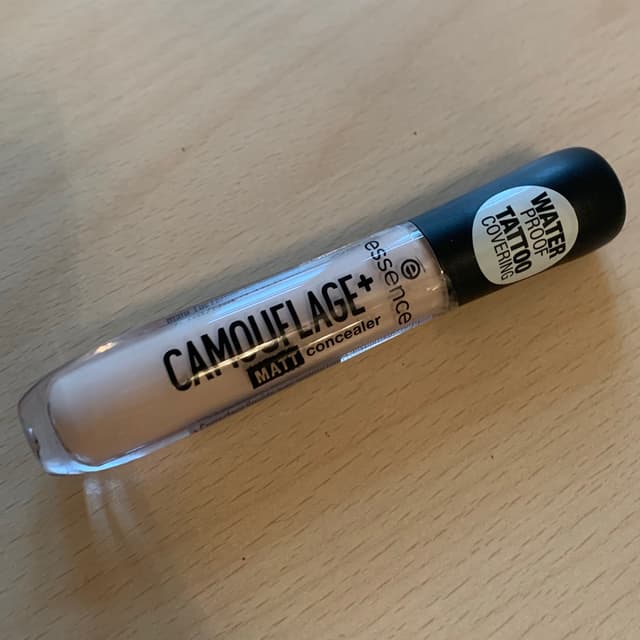 CAMOUFLAGE+
MATT concealer
essence
WATER
PROOF
TATTOO
COVERING